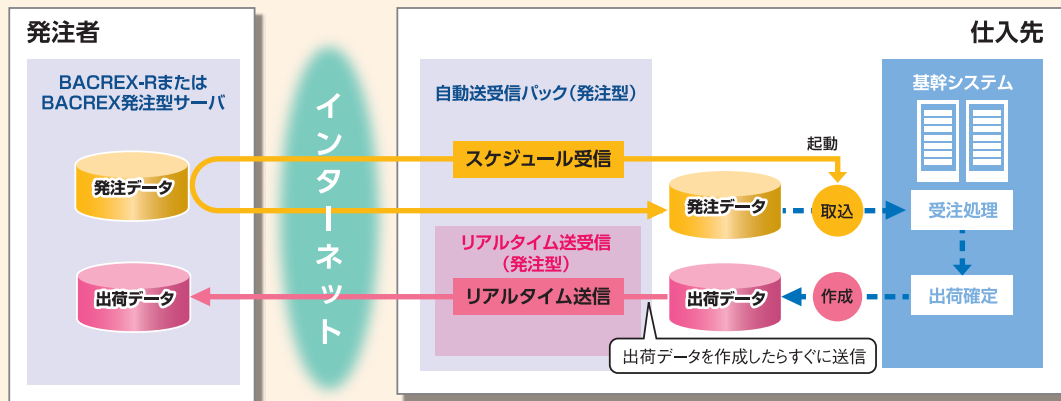 発注者
BACREX-Rまたは
BACREX発注型サーバ
発注データ
出荷データ
インターネット
仕入先
自動送受信パック(発注型)
スケジュール受信
起動
発注データ
取込
リアルタイム送受信
(発注型)
リアルタイム送信
出荷データ
作成
出荷データを作成したらすぐに送信
基幹システム
受注処理
出荷確定